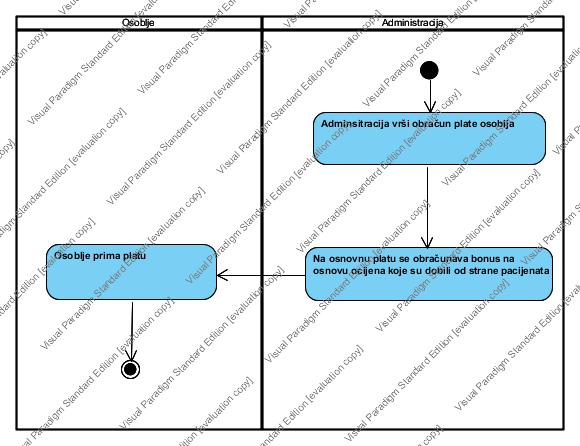 Osoblje
Administracija
Adminsitracija vrši obračun plate osoblja
Na osnovnu platu se obračunava bonus na
osnovu ocijena koje su dobili od strane pacijenata
Osoblje prima platu
Visual Paradigm Standard Edition [evaluation copy]